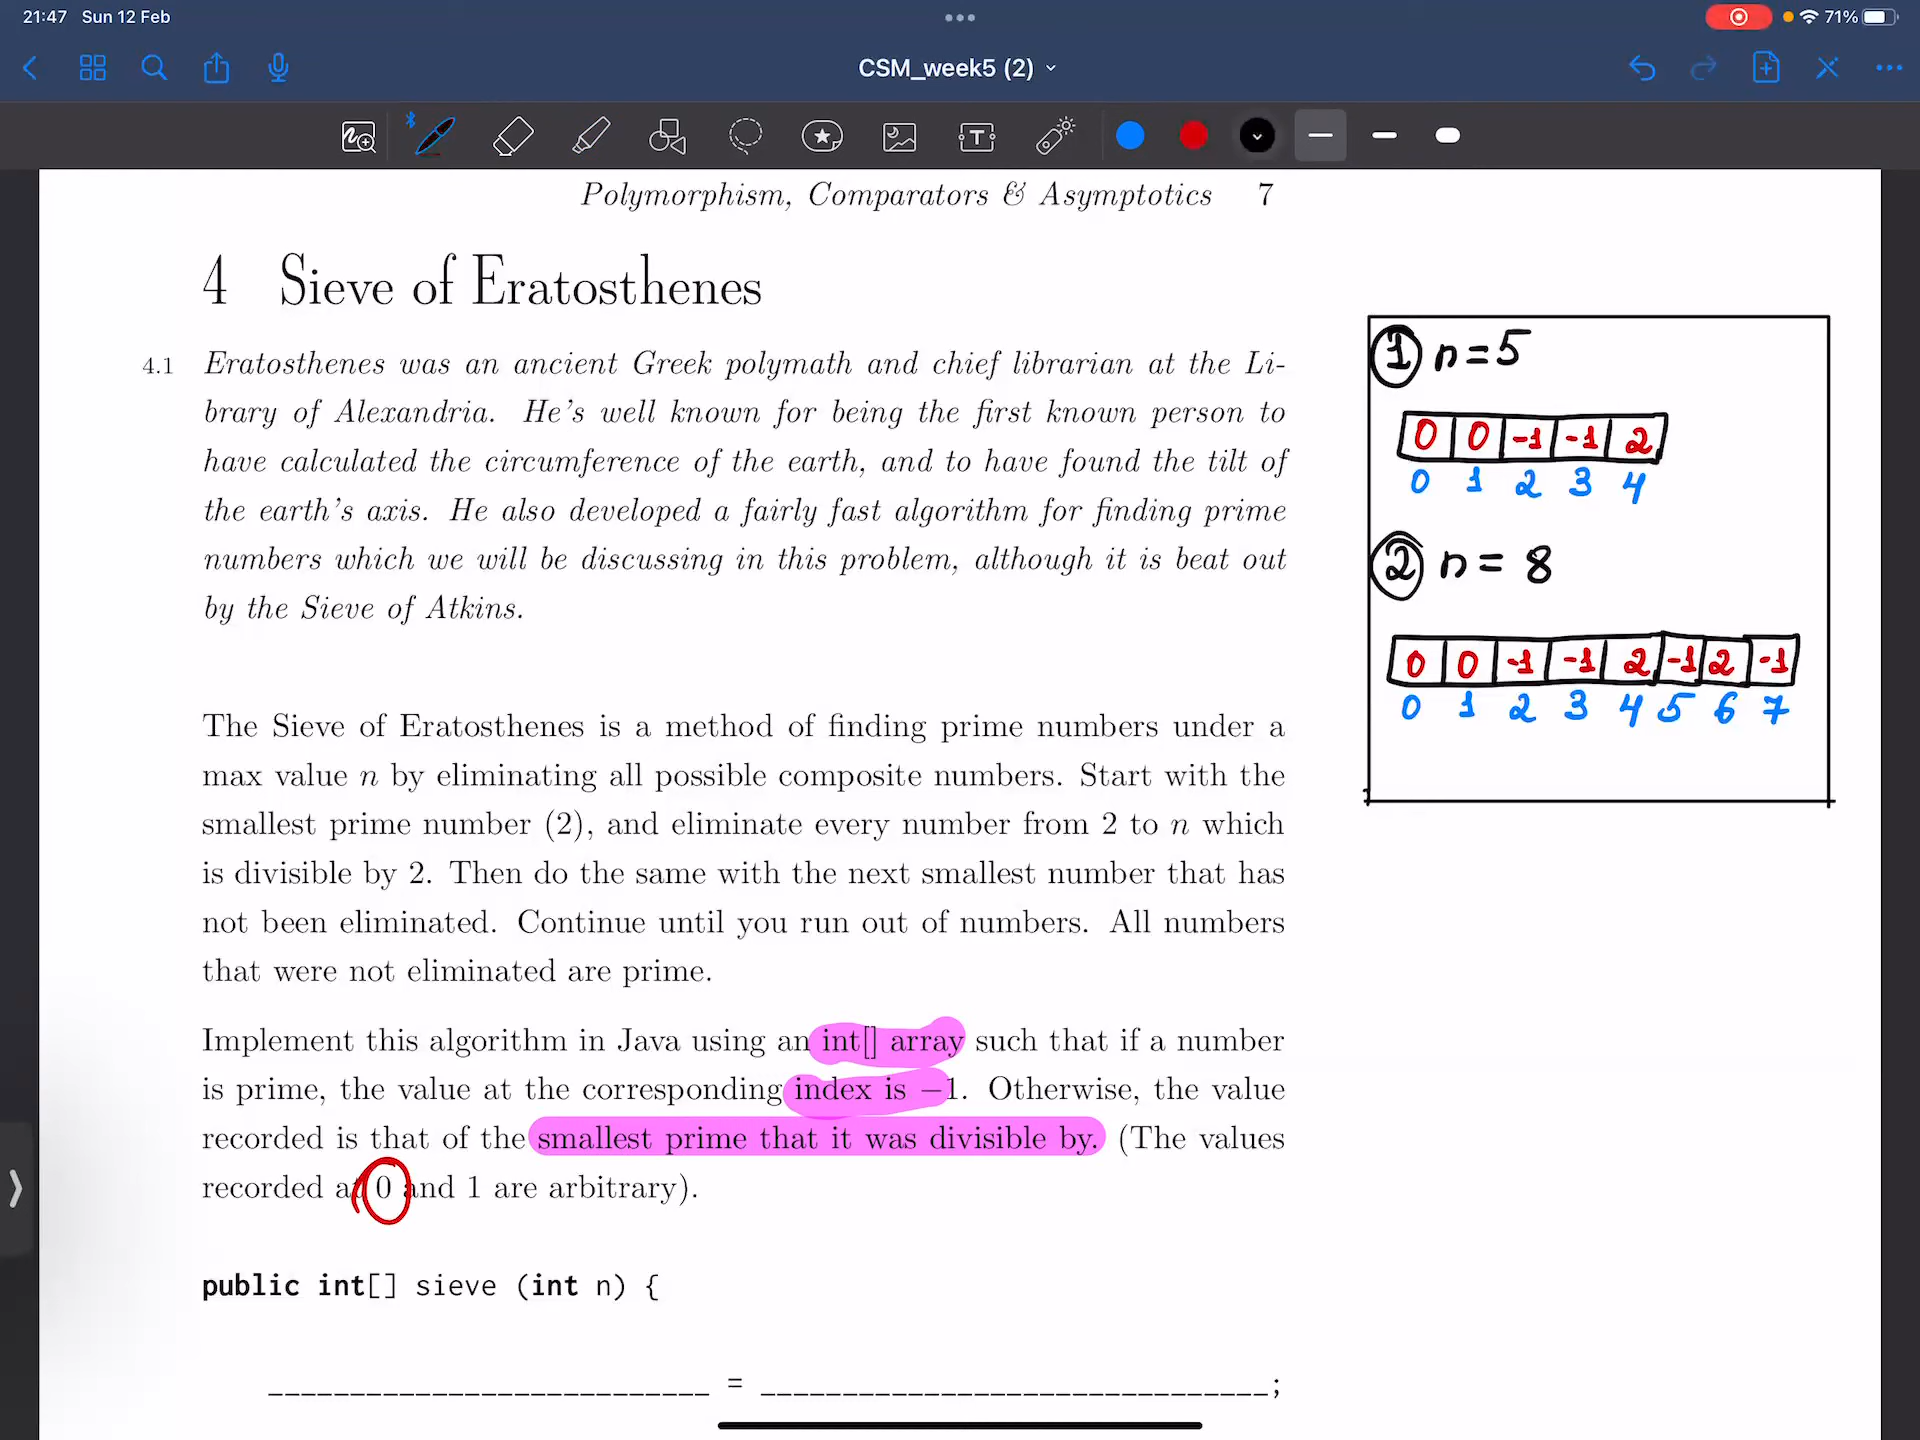 21:47 Sun 12 Feb
71%
CSM_week5 (2)
Polymorphism, Comparators & Asymptotics 7
4 Sieve of Eratosthenes
4.1 Eratosthenes was an ancient Greek polymath and chief librarian at the Li-
brary of Alexandria. He's well known for being the first known person to
have calculated the circumference of the earth, and to have found the tilt of
the earth's axis. He also developed a fairly fast algorithm for finding prime
numbers which we will be discussing in this problem, although it is beat out
by the Sieve of Atkins.
The Sieve of Eratosthenes is a method of finding prime numbers under a
max value n by eliminating all possible composite numbers. Start with the
smallest prime number (2), and eliminate every number from 2 to n which
is divisible by 2. Then do the same with the next smallest number that has
not been eliminated. Continue until you run out of numbers. All numbers
that were not eliminated are prime.
Implement this algorithm in Java using an int[] array such that if a number
is prime, the value at the corresponding index is −1. Otherwise, the value
recorded is that of the smallest prime that it was divisible by. (The values
recorded at 0 and 1 are arbitrary).
public int[] sieve (int n) {
___________________________ = _______________________________;
1 n=5
0 0 -1 -1 2
0 1 2 3 4
2 n= 8
0 0 -1 -1 2 -1 2 -1
0 1 2 3 4 5 6 7